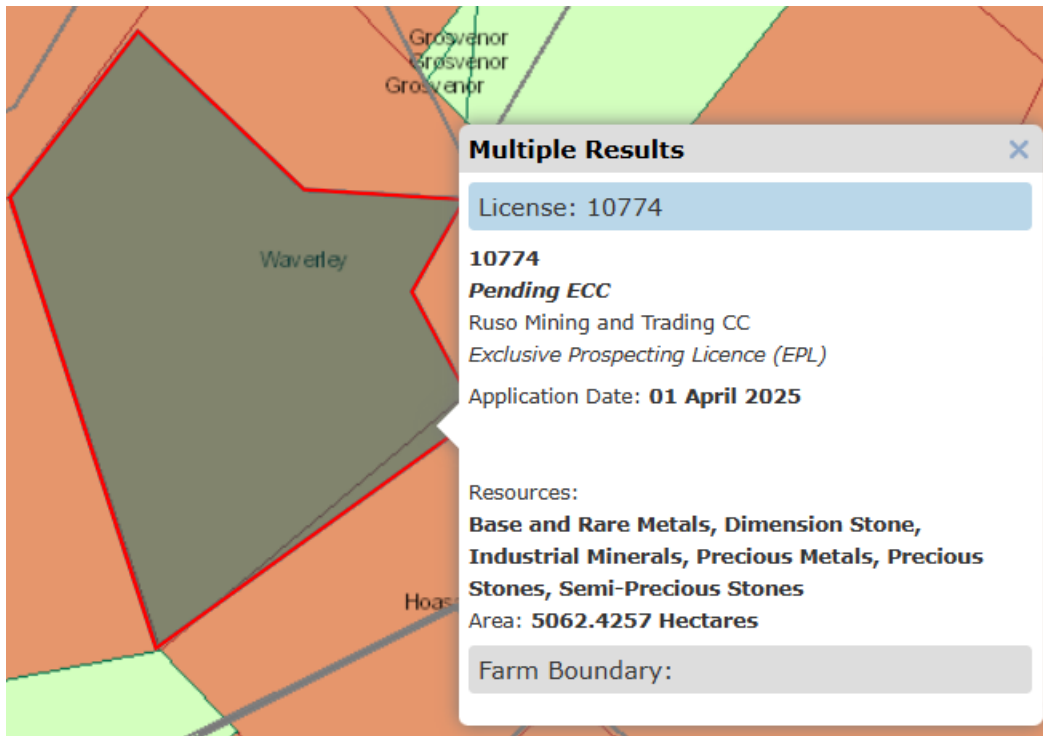 Grosvenor
Grosvenor
Grosvenor
Waverley
Multiple Results
License: 10774
10774
Pending ECC
Ruso Mining and Trading CC
Exclusive Prospecting Licence (EPL)
Application Date: 01 April 2025
Resources:
Base and Rare Metals, Dimension Stone,
Industrial Minerals, Precious Metals, Precious
Stones, Semi-Precious Stones
Area: 5062.4257 Hectares
Farm Boundary: